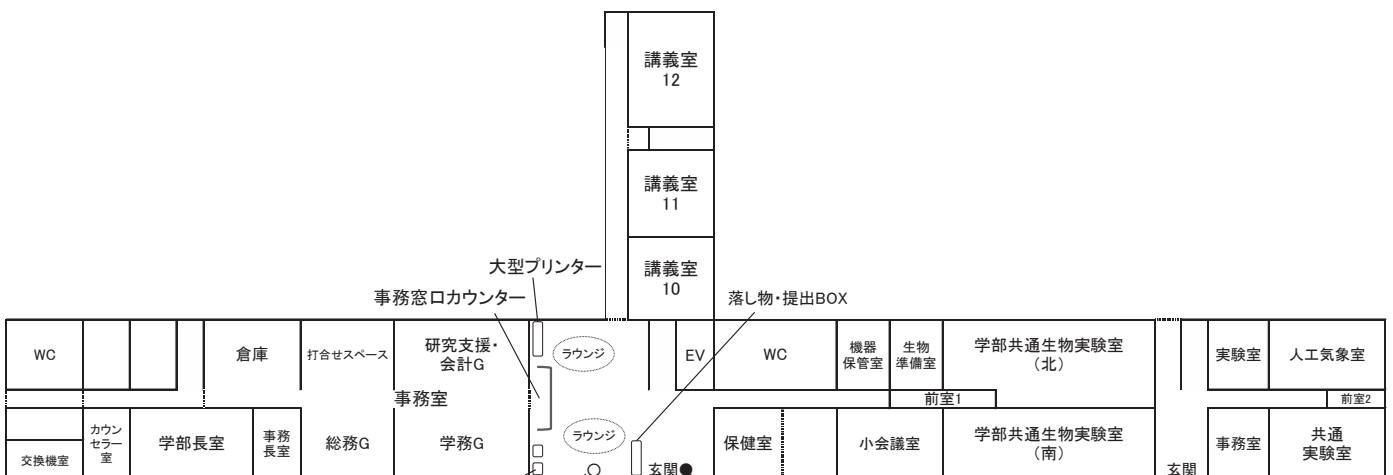 講義室
12
講義室
11
講義室
10
大型プリンター
事務窓口カウンター
落し物・提出BOX
WC
倉庫
打合せスペース
研究支援・
会計G
ラウンジ
EV
WC
機器
保管室
生物
準備室
学部共通生物実験室
（北）
実験室
人工気象室
事務室
前室1
前室2
交換機室
カウン
セラー
室
学部長室
事務
長室
総務G
学務G
ラウンジ
玄関
保健室
小会議室
学部共通生物実験室
（南）
玄関
事務室
共通
実験室